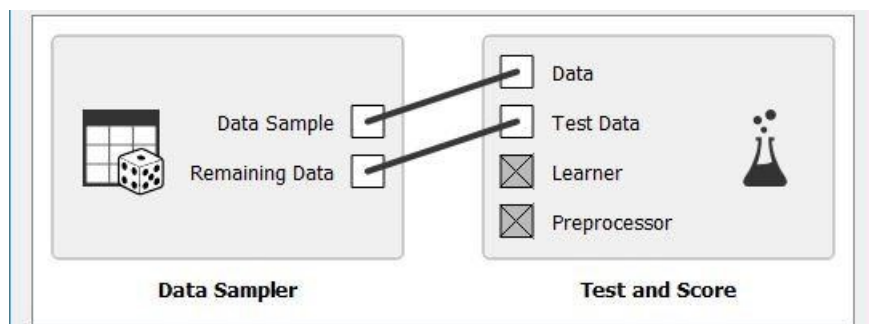 Data Sample
Remaining Data
Data Sampler
Data
Test Data
Learner
Preprocessor
Test and Score